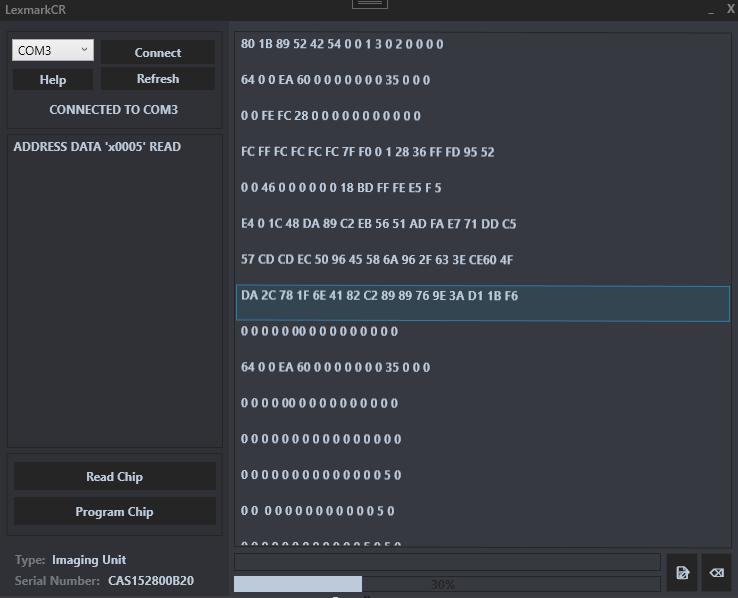 LexmarkCR
_ X
COM3
Connect
Help
Refresh
CONNECTED TO COM3
ADDRESS DATA 'x0005' READ
Read Chip
Program Chip
Type: Imaging Unit
Serial Number: CAS152800B20
80 1B 89 52 42 54 0 0 1 3 0 2 0 0 0 0
64 0 0 EA 60 0 0 0 0 0 0 0 35 0 0 0
0 0 FE FC 28 0 0 0 0 0 0 0 0 0 0 0
FC FF FC FC FC FC 7F F0 0 1 28 36 FF FD 95 52
0 0 46 0 0 0 0 0 0 18 BD FF FE E5 F 5
E4 0 1C 48 DA 89 C2 EB 56 51 AD FA E7 71 DD C5
57 CD CD EC 50 96 45 58 6A 96 2F 63 3E CE60 4F
DA 2C 78 1F 6E 41 82 C2 89 89 76 9E 3A D1 1B F6
0 0 0 0 0 00 0 0 0 0 0 0 0 0 0
64 0 0 EA 60 0 0 0 0 0 0 0 35 0 0 0
0 0 0 0 00 0 0 0 0 0 0 0 0 0 0
0 0 0 0 0 0 0 0 0 0 0 0 0 0 0 0
0 0 0 0 0 0 0 0 0 0 0 0 0 0 5 0
0 0  0 0 0 0 0 0 0 0 0 0 0 5 0
30%